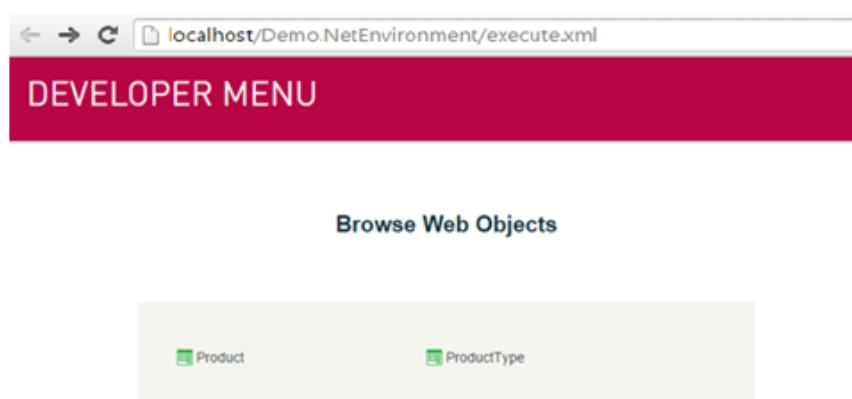 localhost/Demo.NetEnvironment/execute.xml
DEVELOPER MENU
Browse Web Objects
Product ProductType